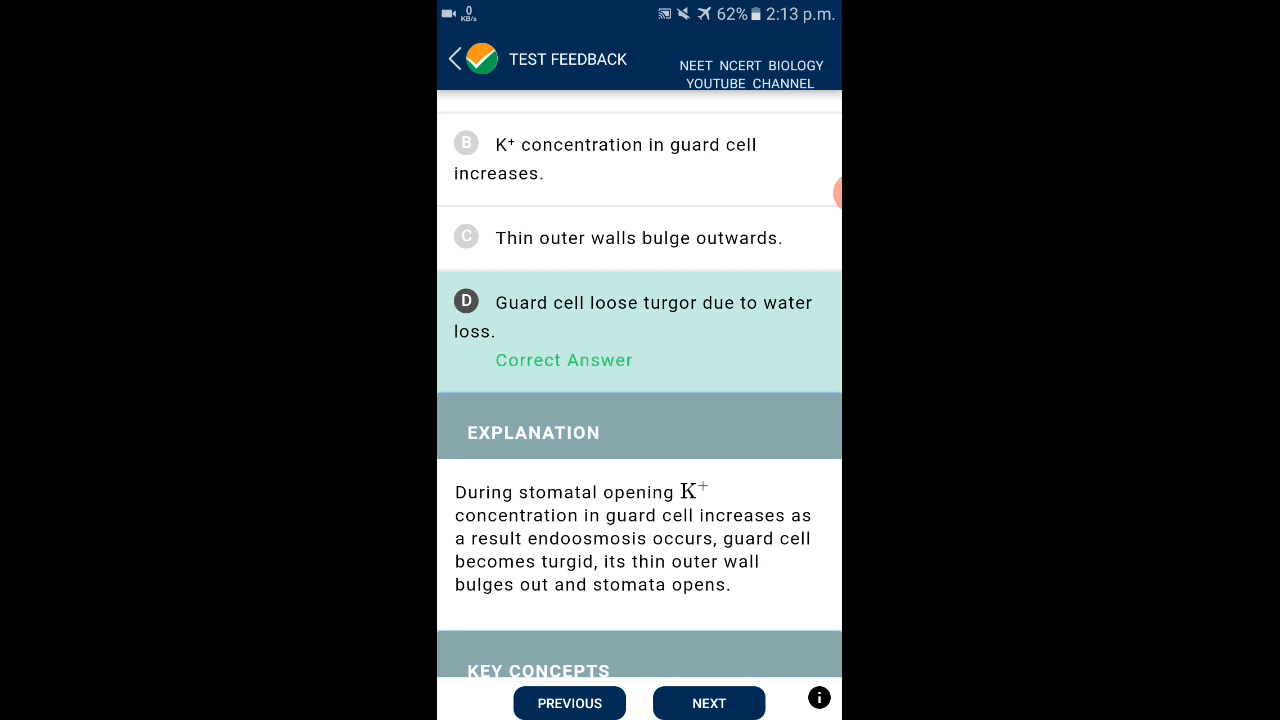 0
KB/s
62% 2:13 p.m.
TEST FEEDBACK
NEET NCERT BIOLOGY
YOUTUBE CHANNEL
B K⁺ concentration in guard cell
increases.
C Thin outer walls bulge outwards.
D Guard cell loose turgor due to water
loss.
Correct Answer
EXPLANATION
During stomatal opening K⁺
concentration in guard cell increases as
a result endoosmosis occurs, guard cell
becomes turgid, its thin outer wall
bulges out and stomata opens.
KEY CONCEPTS
PREVIOUS NEXT i